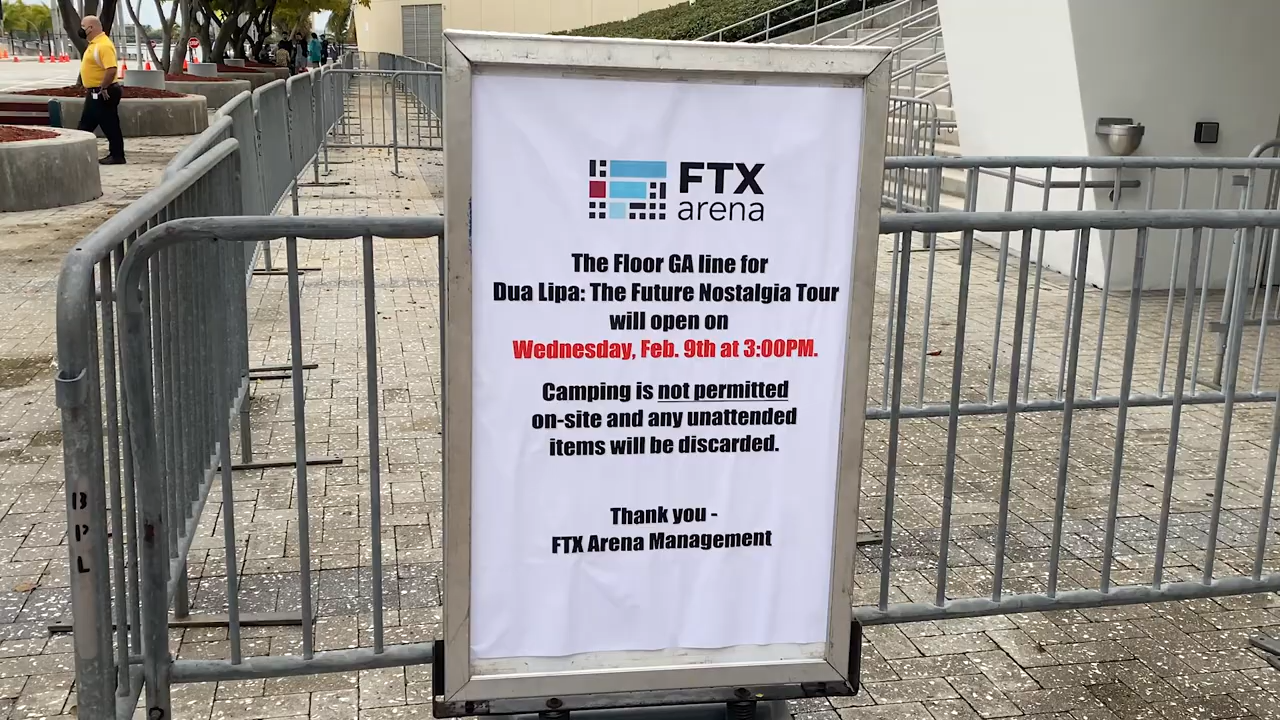 FTX
arena
The Floor GA line for
Dua Lipa: The Future Nostalgia Tour
will open on
Wednesday, Feb. 9th at 3:00PM.
Camping is not permitted
on-site and any unattended
items will be discarded.
Thank you -
FTX Arena Management
BPL